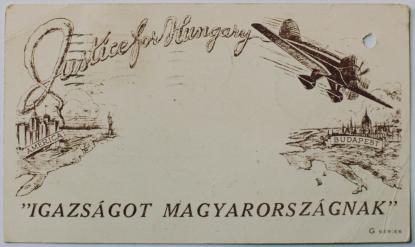 Justice for Hungary
AMERICA
BUDAPEST
"IGAZSÁGOT MAGYARORSZÁGNAK"
G SERIES